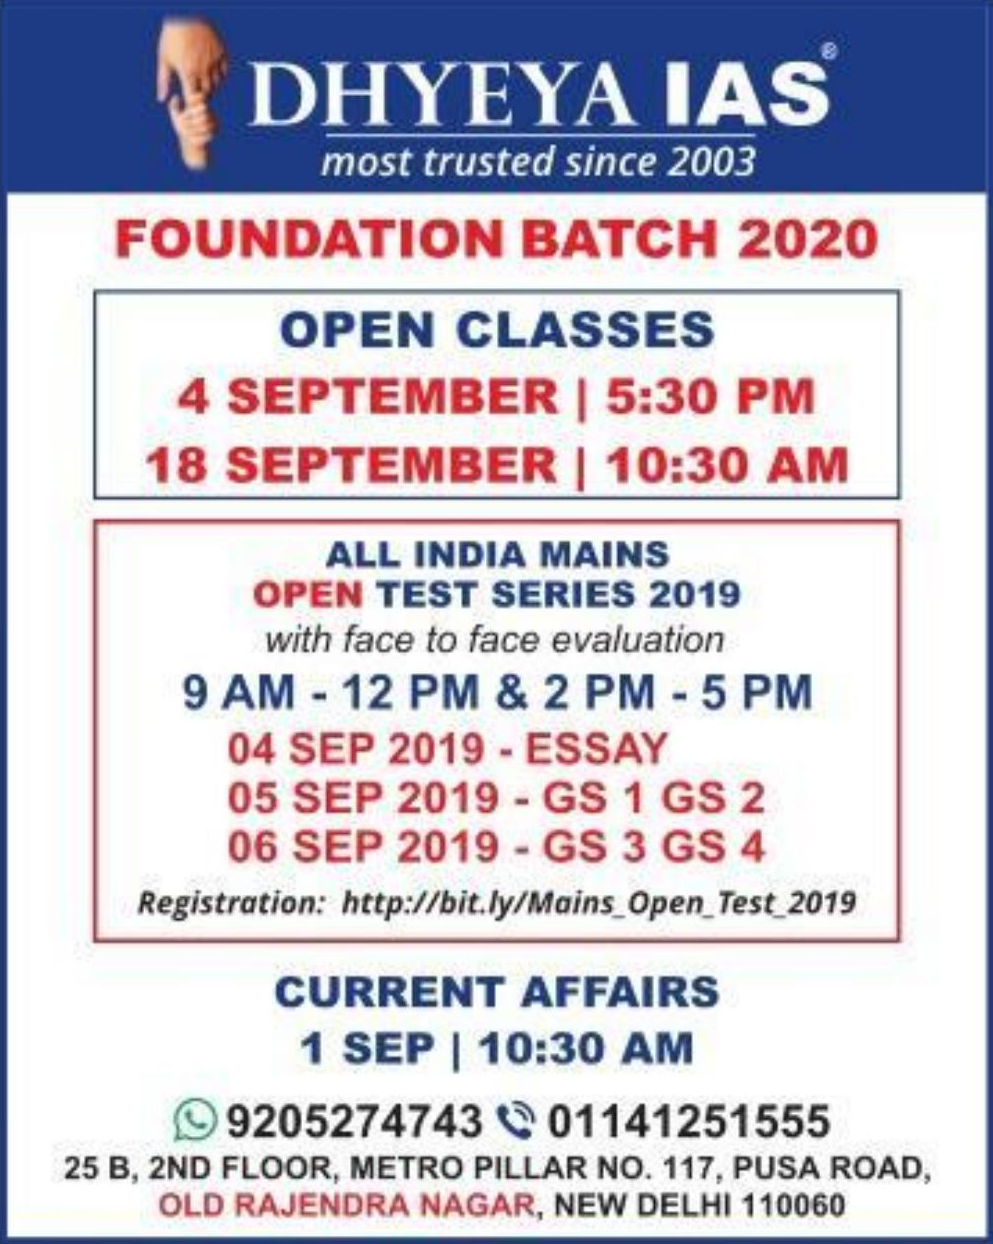 DHYEYA IAS®
most trusted since 2003
FOUNDATION BATCH 2020
OPEN CLASSES
4 SEPTEMBER | 5:30 PM
18 SEPTEMBER | 10:30 AM
ALL INDIA MAINS
OPEN TEST SERIES 2019
with face to face evaluation
9 AM - 12 PM & 2 PM - 5 PM
04 SEP 2019 - ESSAY
05 SEP 2019 - GS 1 GS 2
06 SEP 2019 - GS 3 GS 4
Registration: http://bit.ly/Mains_Open_Test_2019
CURRENT AFFAIRS
1 SEP | 10:30 AM
9205274743 01141251555
25 B, 2ND FLOOR, METRO PILLAR NO. 117, PUSA ROAD,
OLD RAJENDRA NAGAR, NEW DELHI 110060